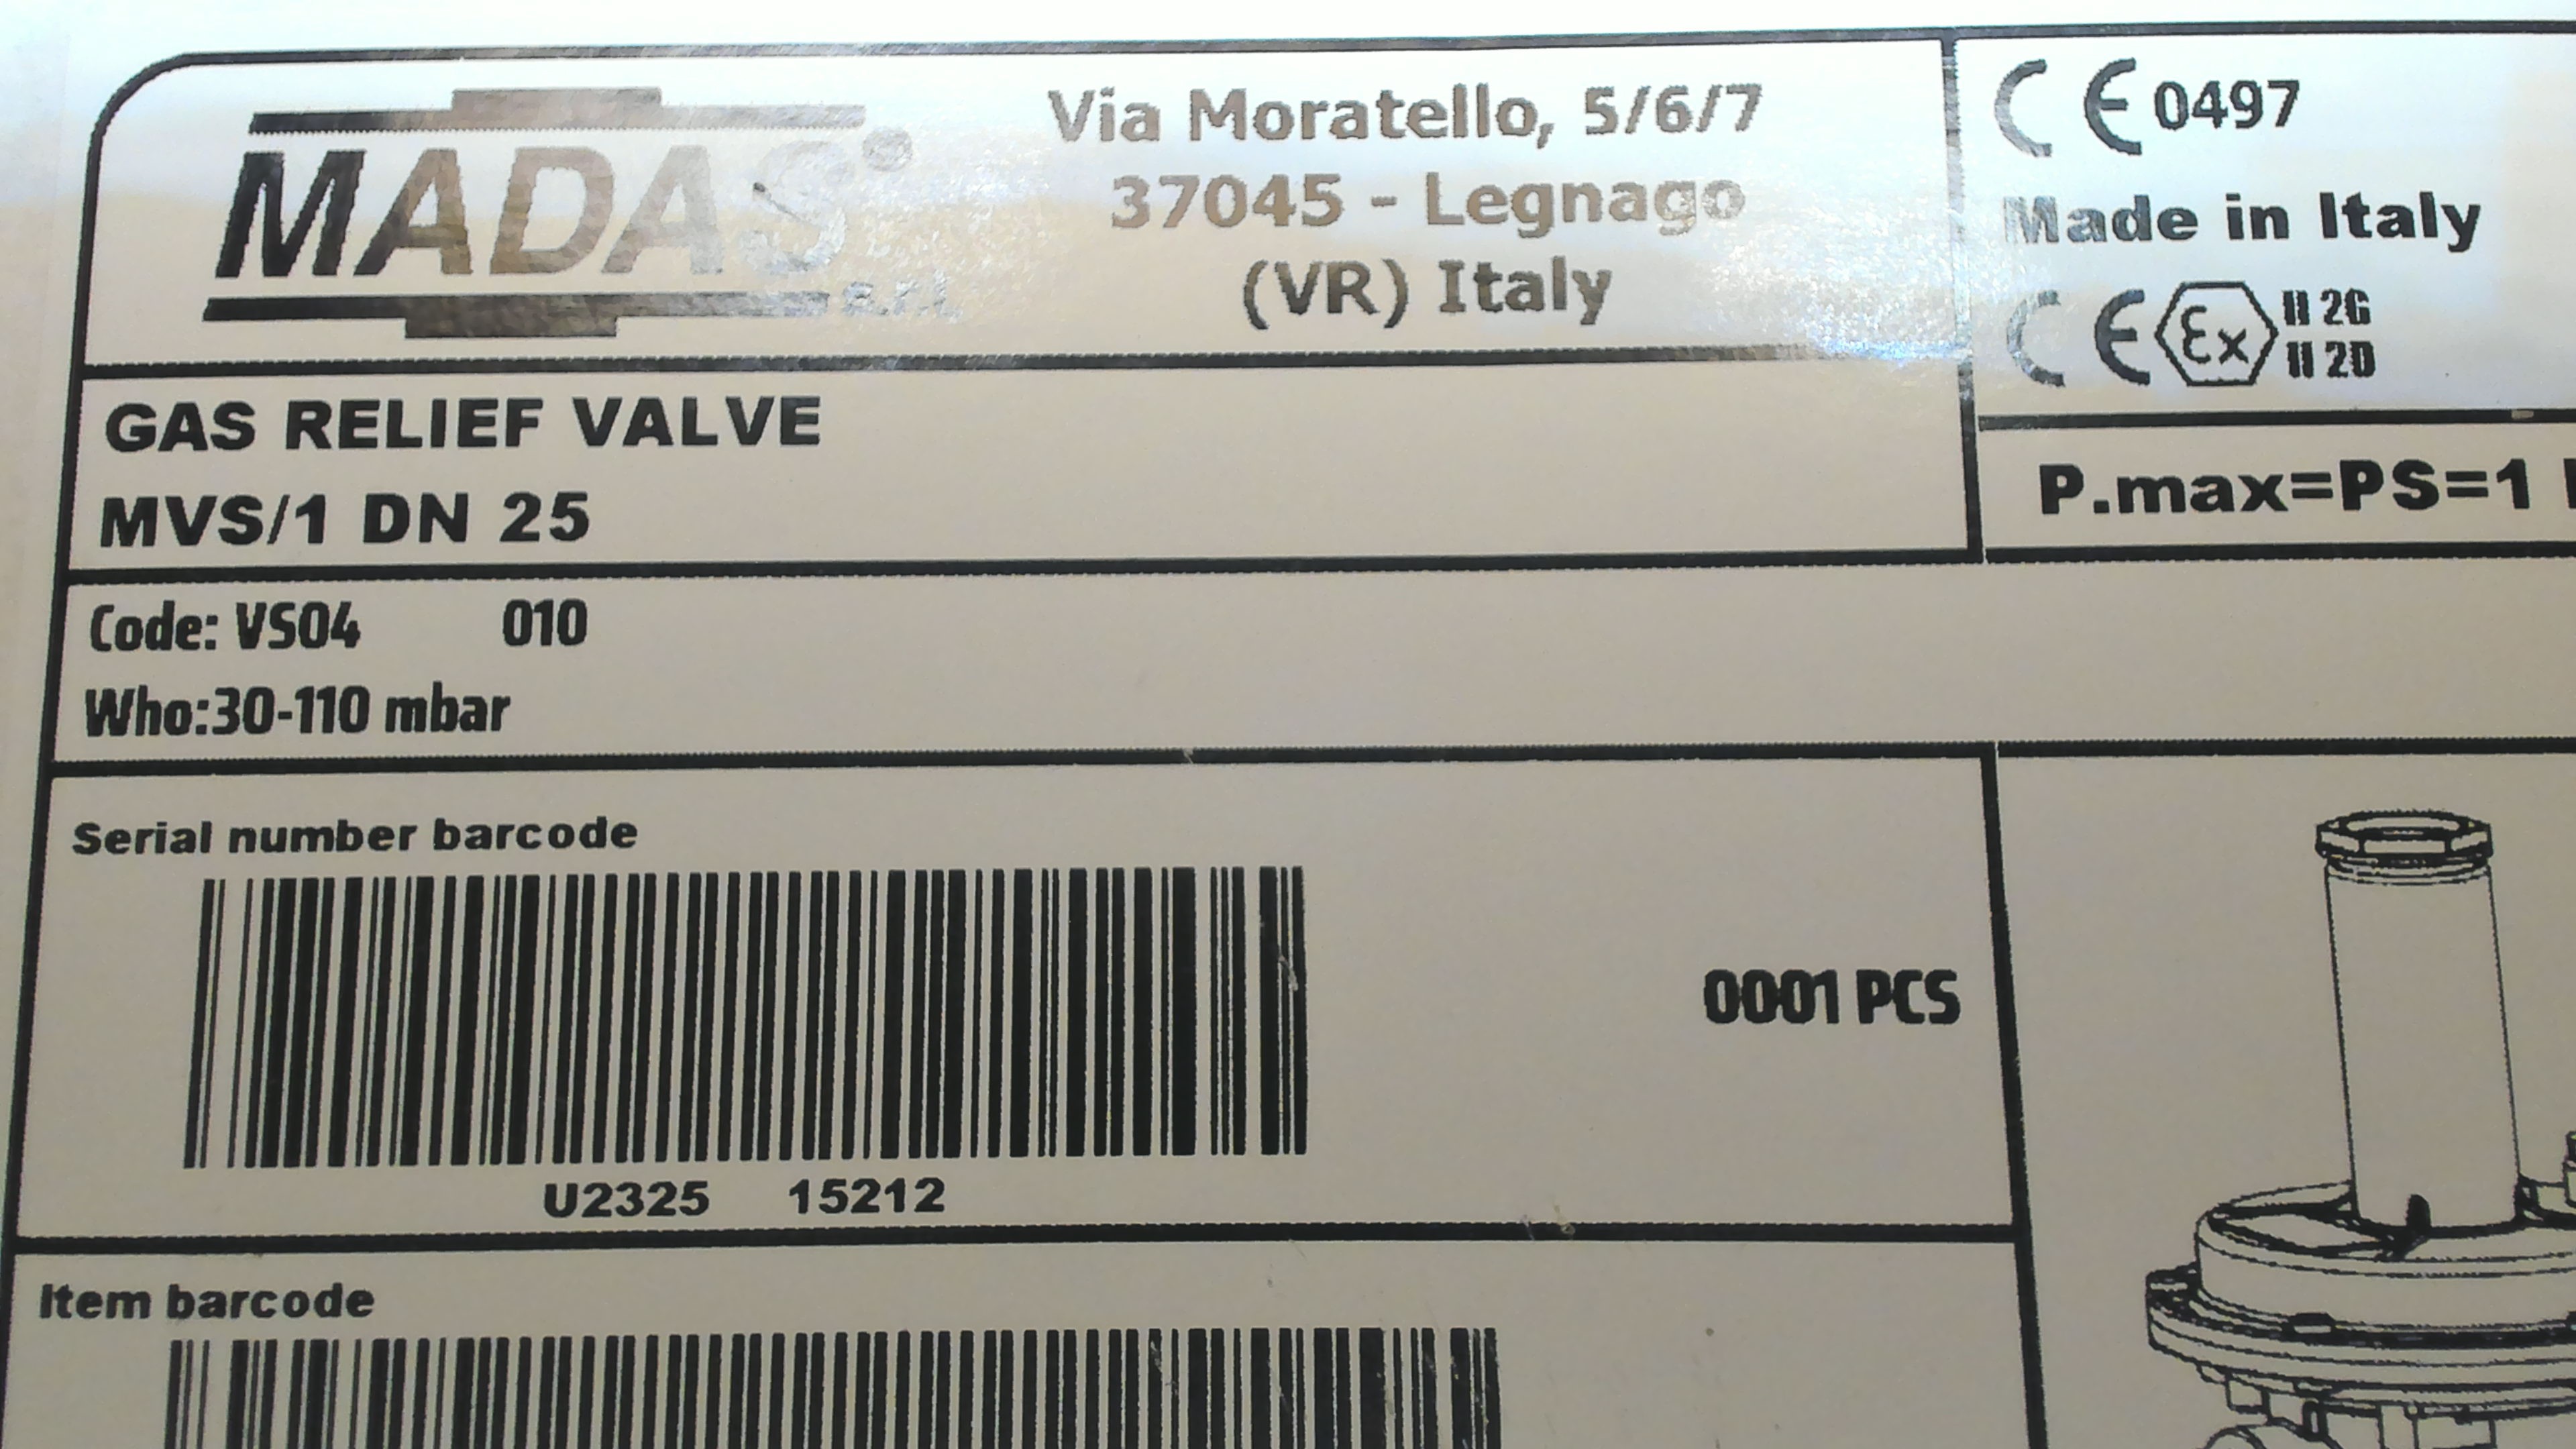 MADAS®
s.r.l.
Via Moratello, 5/6/7
37045 - Legnago
(VR) Italy
CE 0497
Made in Italy
CE Ex II 2G
II 2D
GAS RELIEF VALVE
MVS/1 DN 25
P.max=PS=1
Code: VS04 010
Who:30-110 mbar
Serial number barcode
0001 PCS
U2325 15212
Item barcode